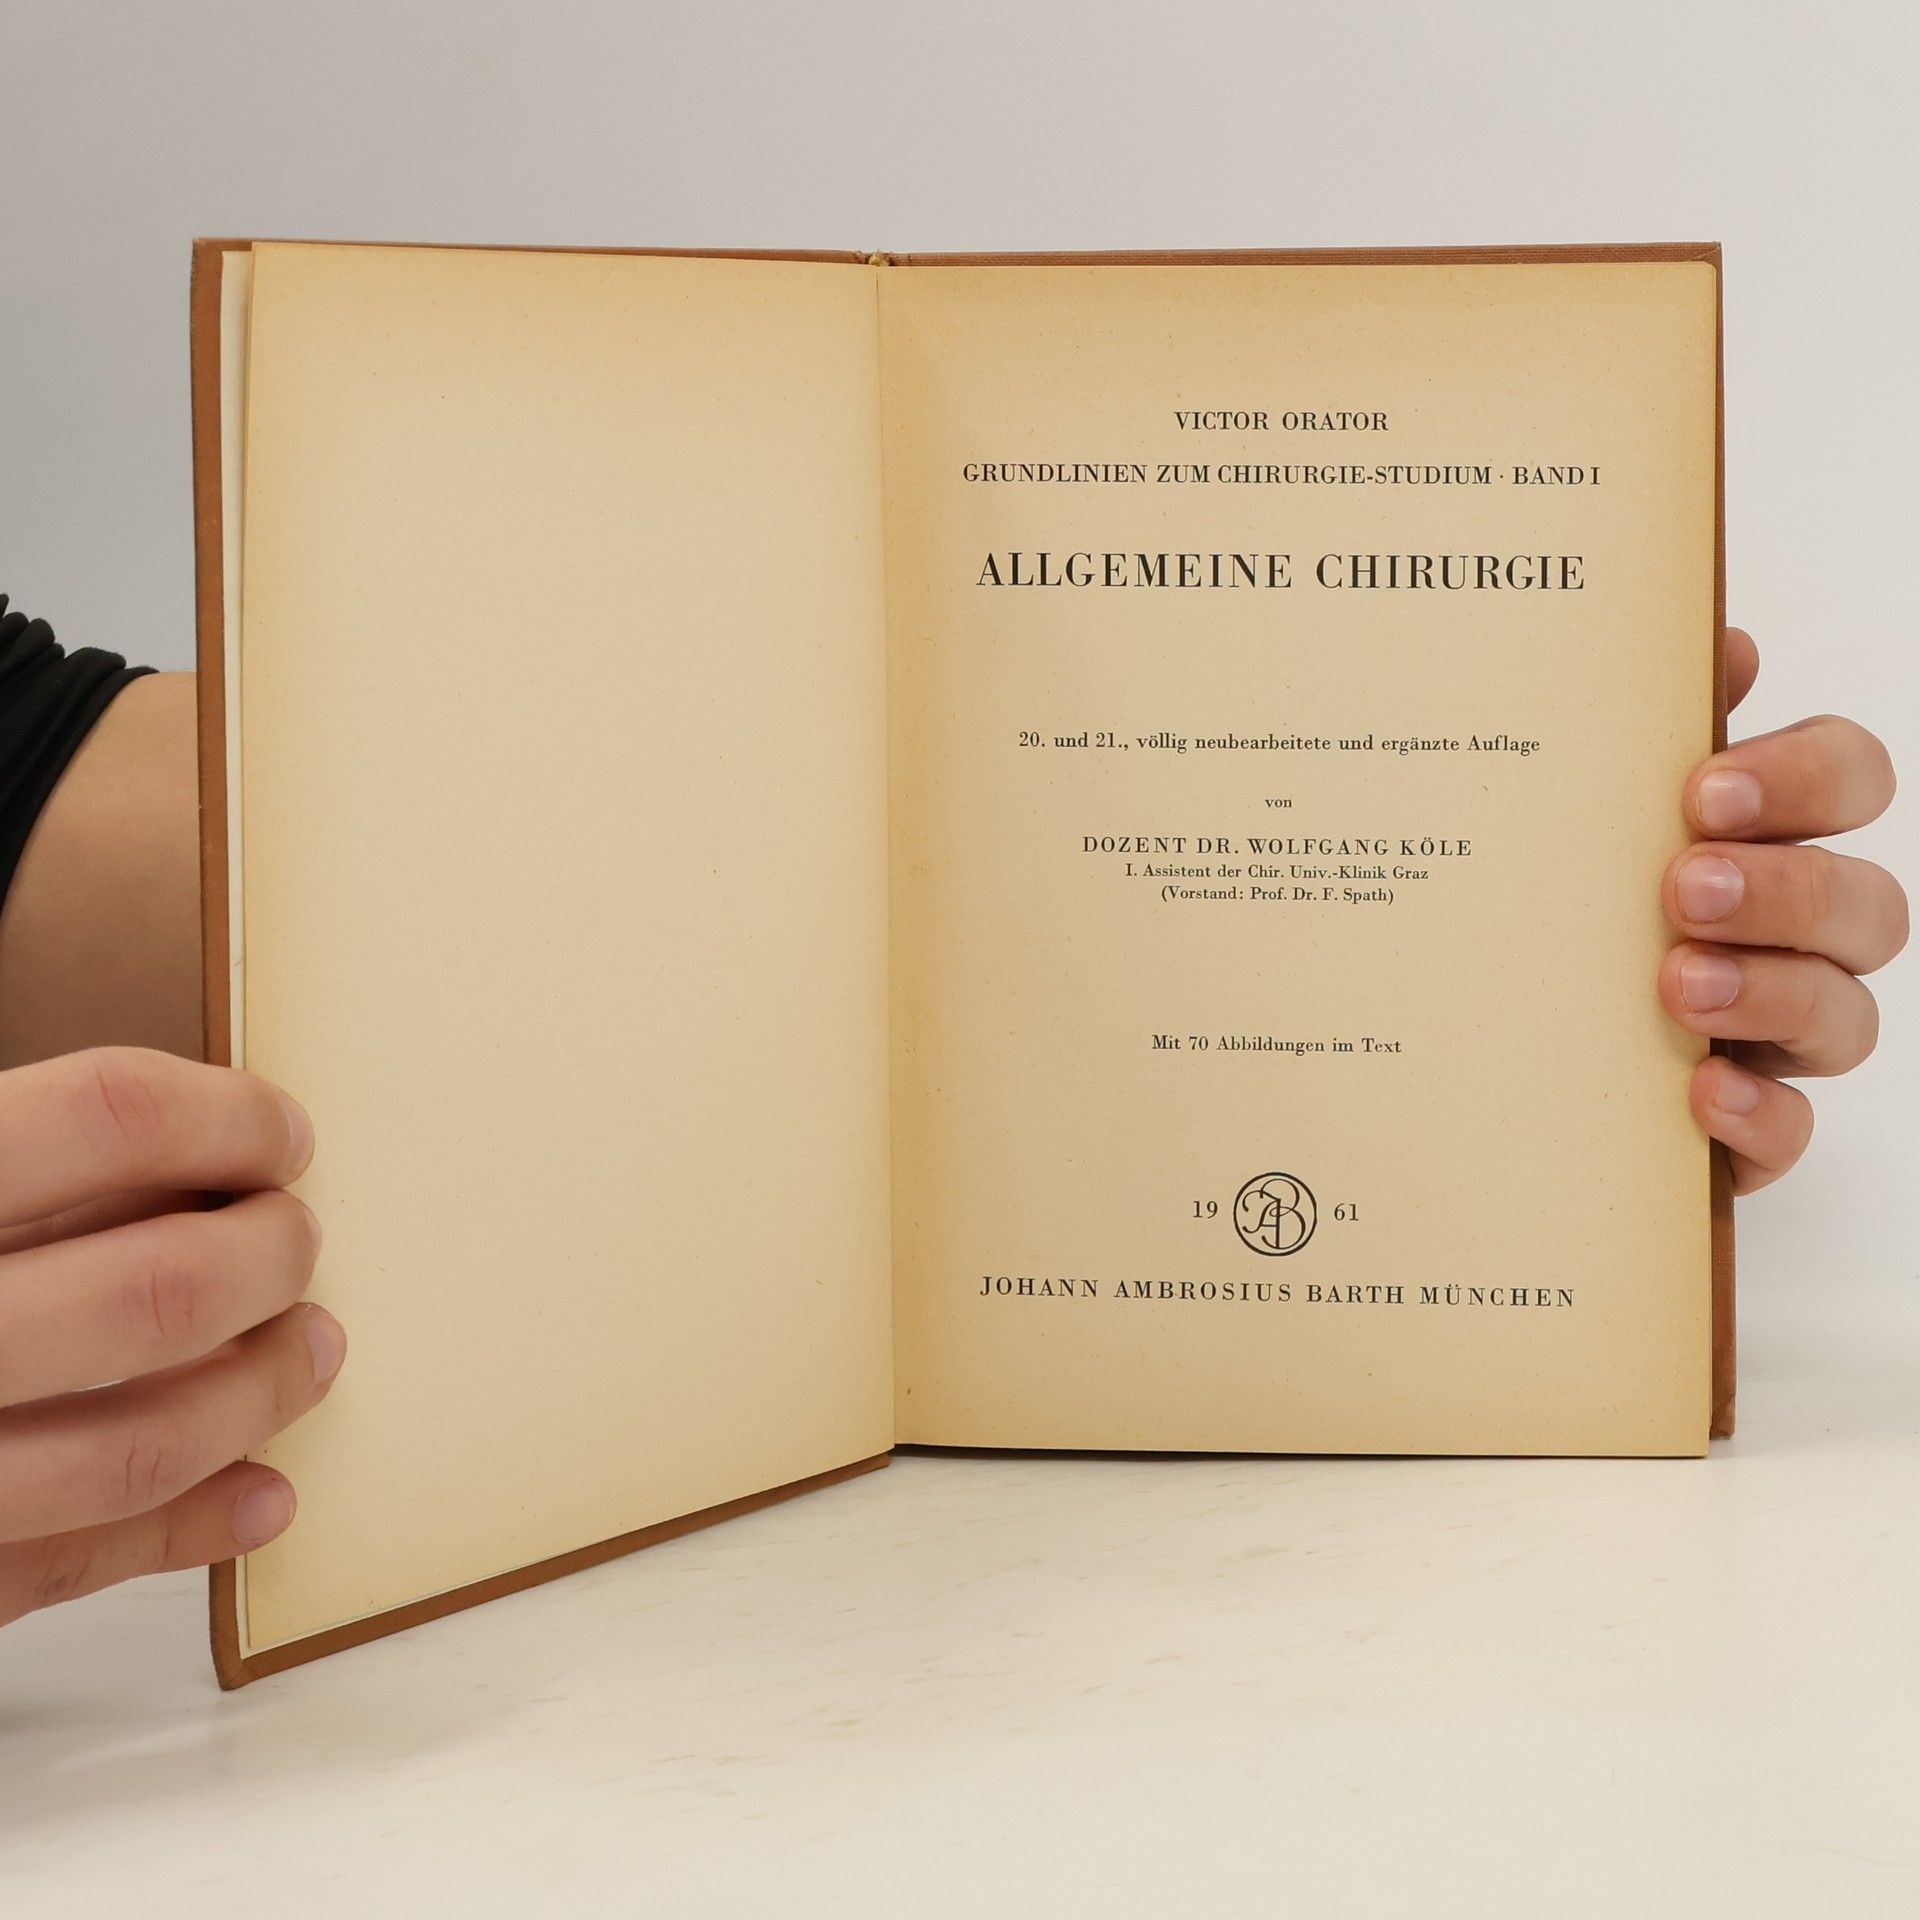 VICTOR ORATOR
GRUNDLINIEN ZUM CHIRURGIE-STUDIUM · BAND I
ALLGEMEINE CHIRURGIE
20. und 21., völlig neubearbeitete und ergänzte Auflage
von
DOZENT DR. WOLFGANG KÖLE
I. Assistent der Chir. Univ.-Klinik Graz
(Vorstand: Prof. Dr. F. Spath)
Mit 70 Abbildungen im Text
19 JAB 61
JOHANN AMBROSIUS BARTH MÜNCHEN